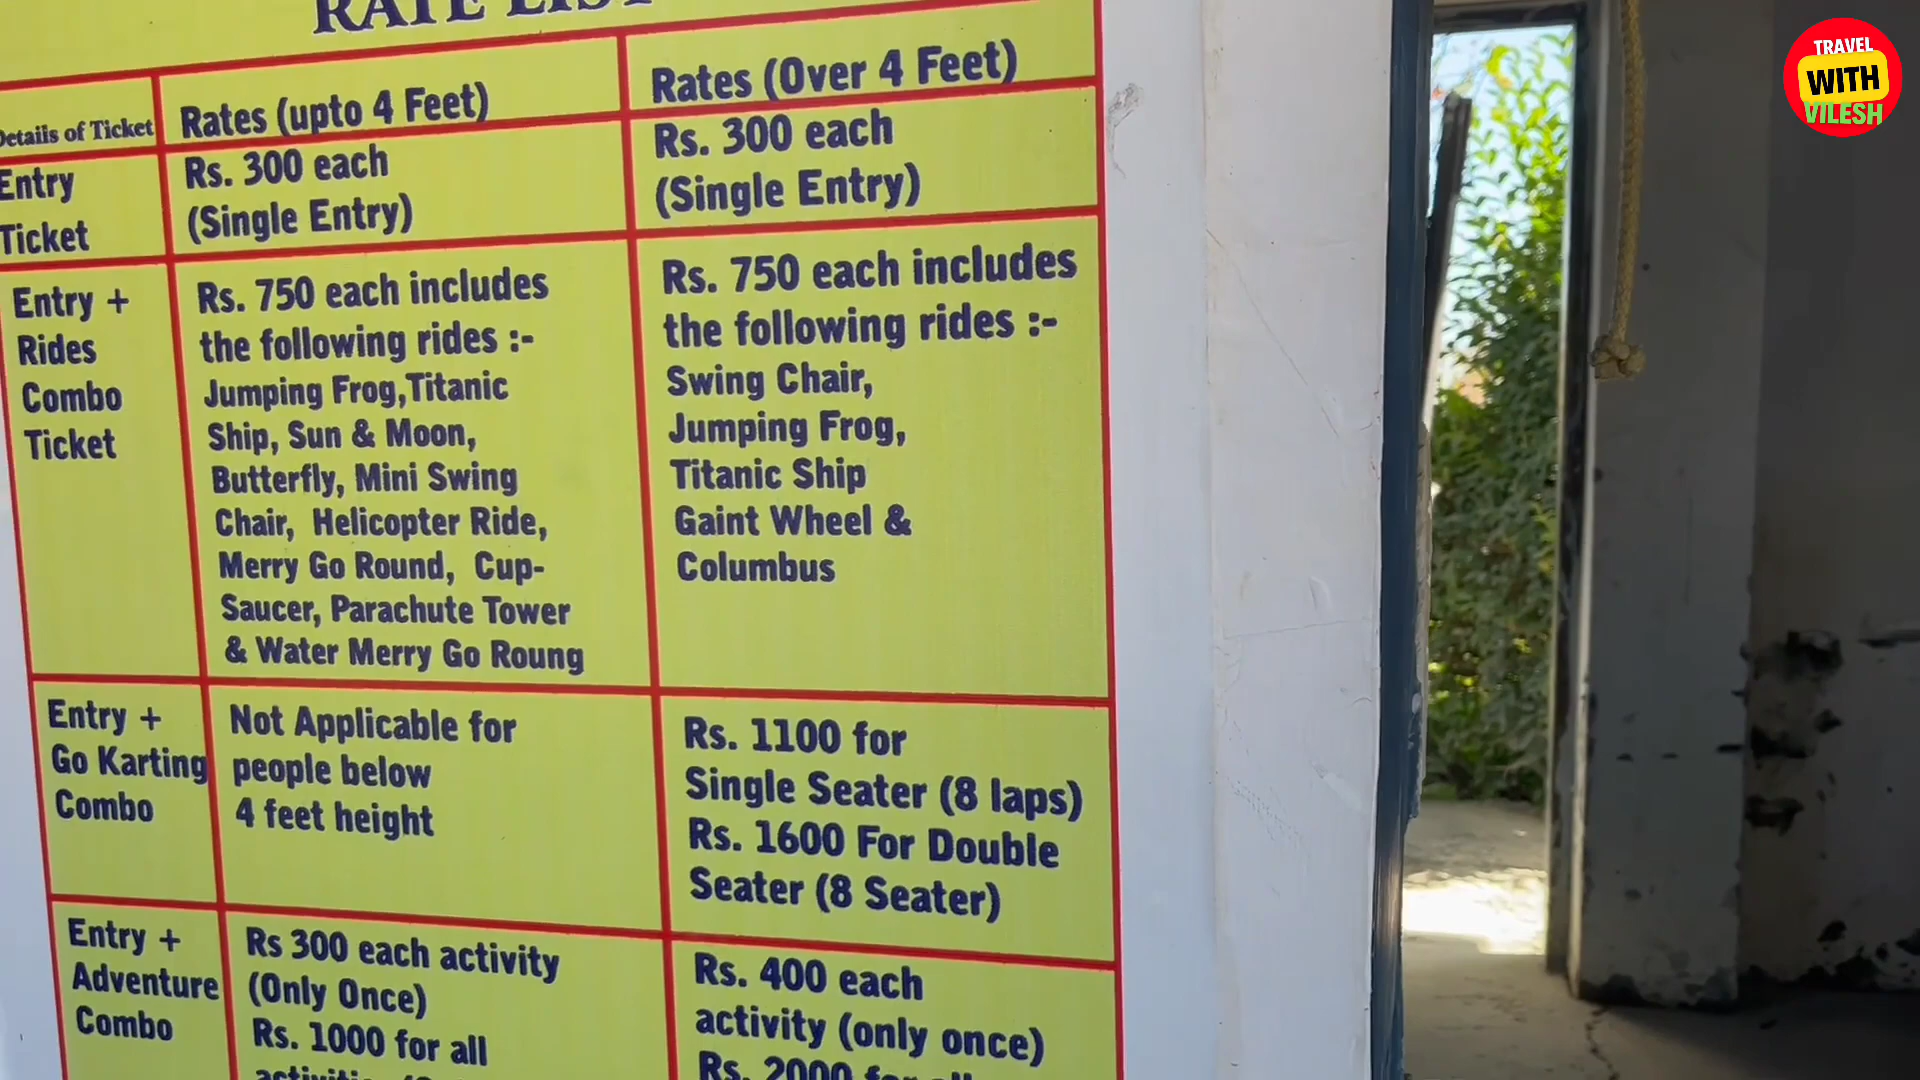 RATE LIST
Details of Ticket
Rates (upto 4 Feet)
Rates (Over 4 Feet)
Entry
Ticket
Rs. 300 each
(Single Entry)
Rs. 300 each
(Single Entry)
Entry +
Rides
Combo
Ticket
Rs. 750 each includes
the following rides :-
Jumping Frog,Titanic
Ship, Sun & Moon,
Butterfly, Mini Swing
Chair, Helicopter Ride,
Merry Go Round, Cup-
Saucer, Parachute Tower
& Water Merry Go Roung
Rs. 750 each includes
the following rides :-
Swing Chair,
Jumping Frog,
Titanic Ship
Gaint Wheel &
Columbus
Entry +
Go Karting
Combo
Not Applicable for
people below
4 feet height
Rs. 1100 for
Single Seater (8 laps)
Rs. 1600 For Double
Seater (8 Seater)
Entry +
Adventure
Combo
Rs 300 each activity
(Only Once)
Rs. 1000 for all
Rs. 400 each
activity (only once)
Rs. 2000 for all
TRAVEL
WITH
VILESH